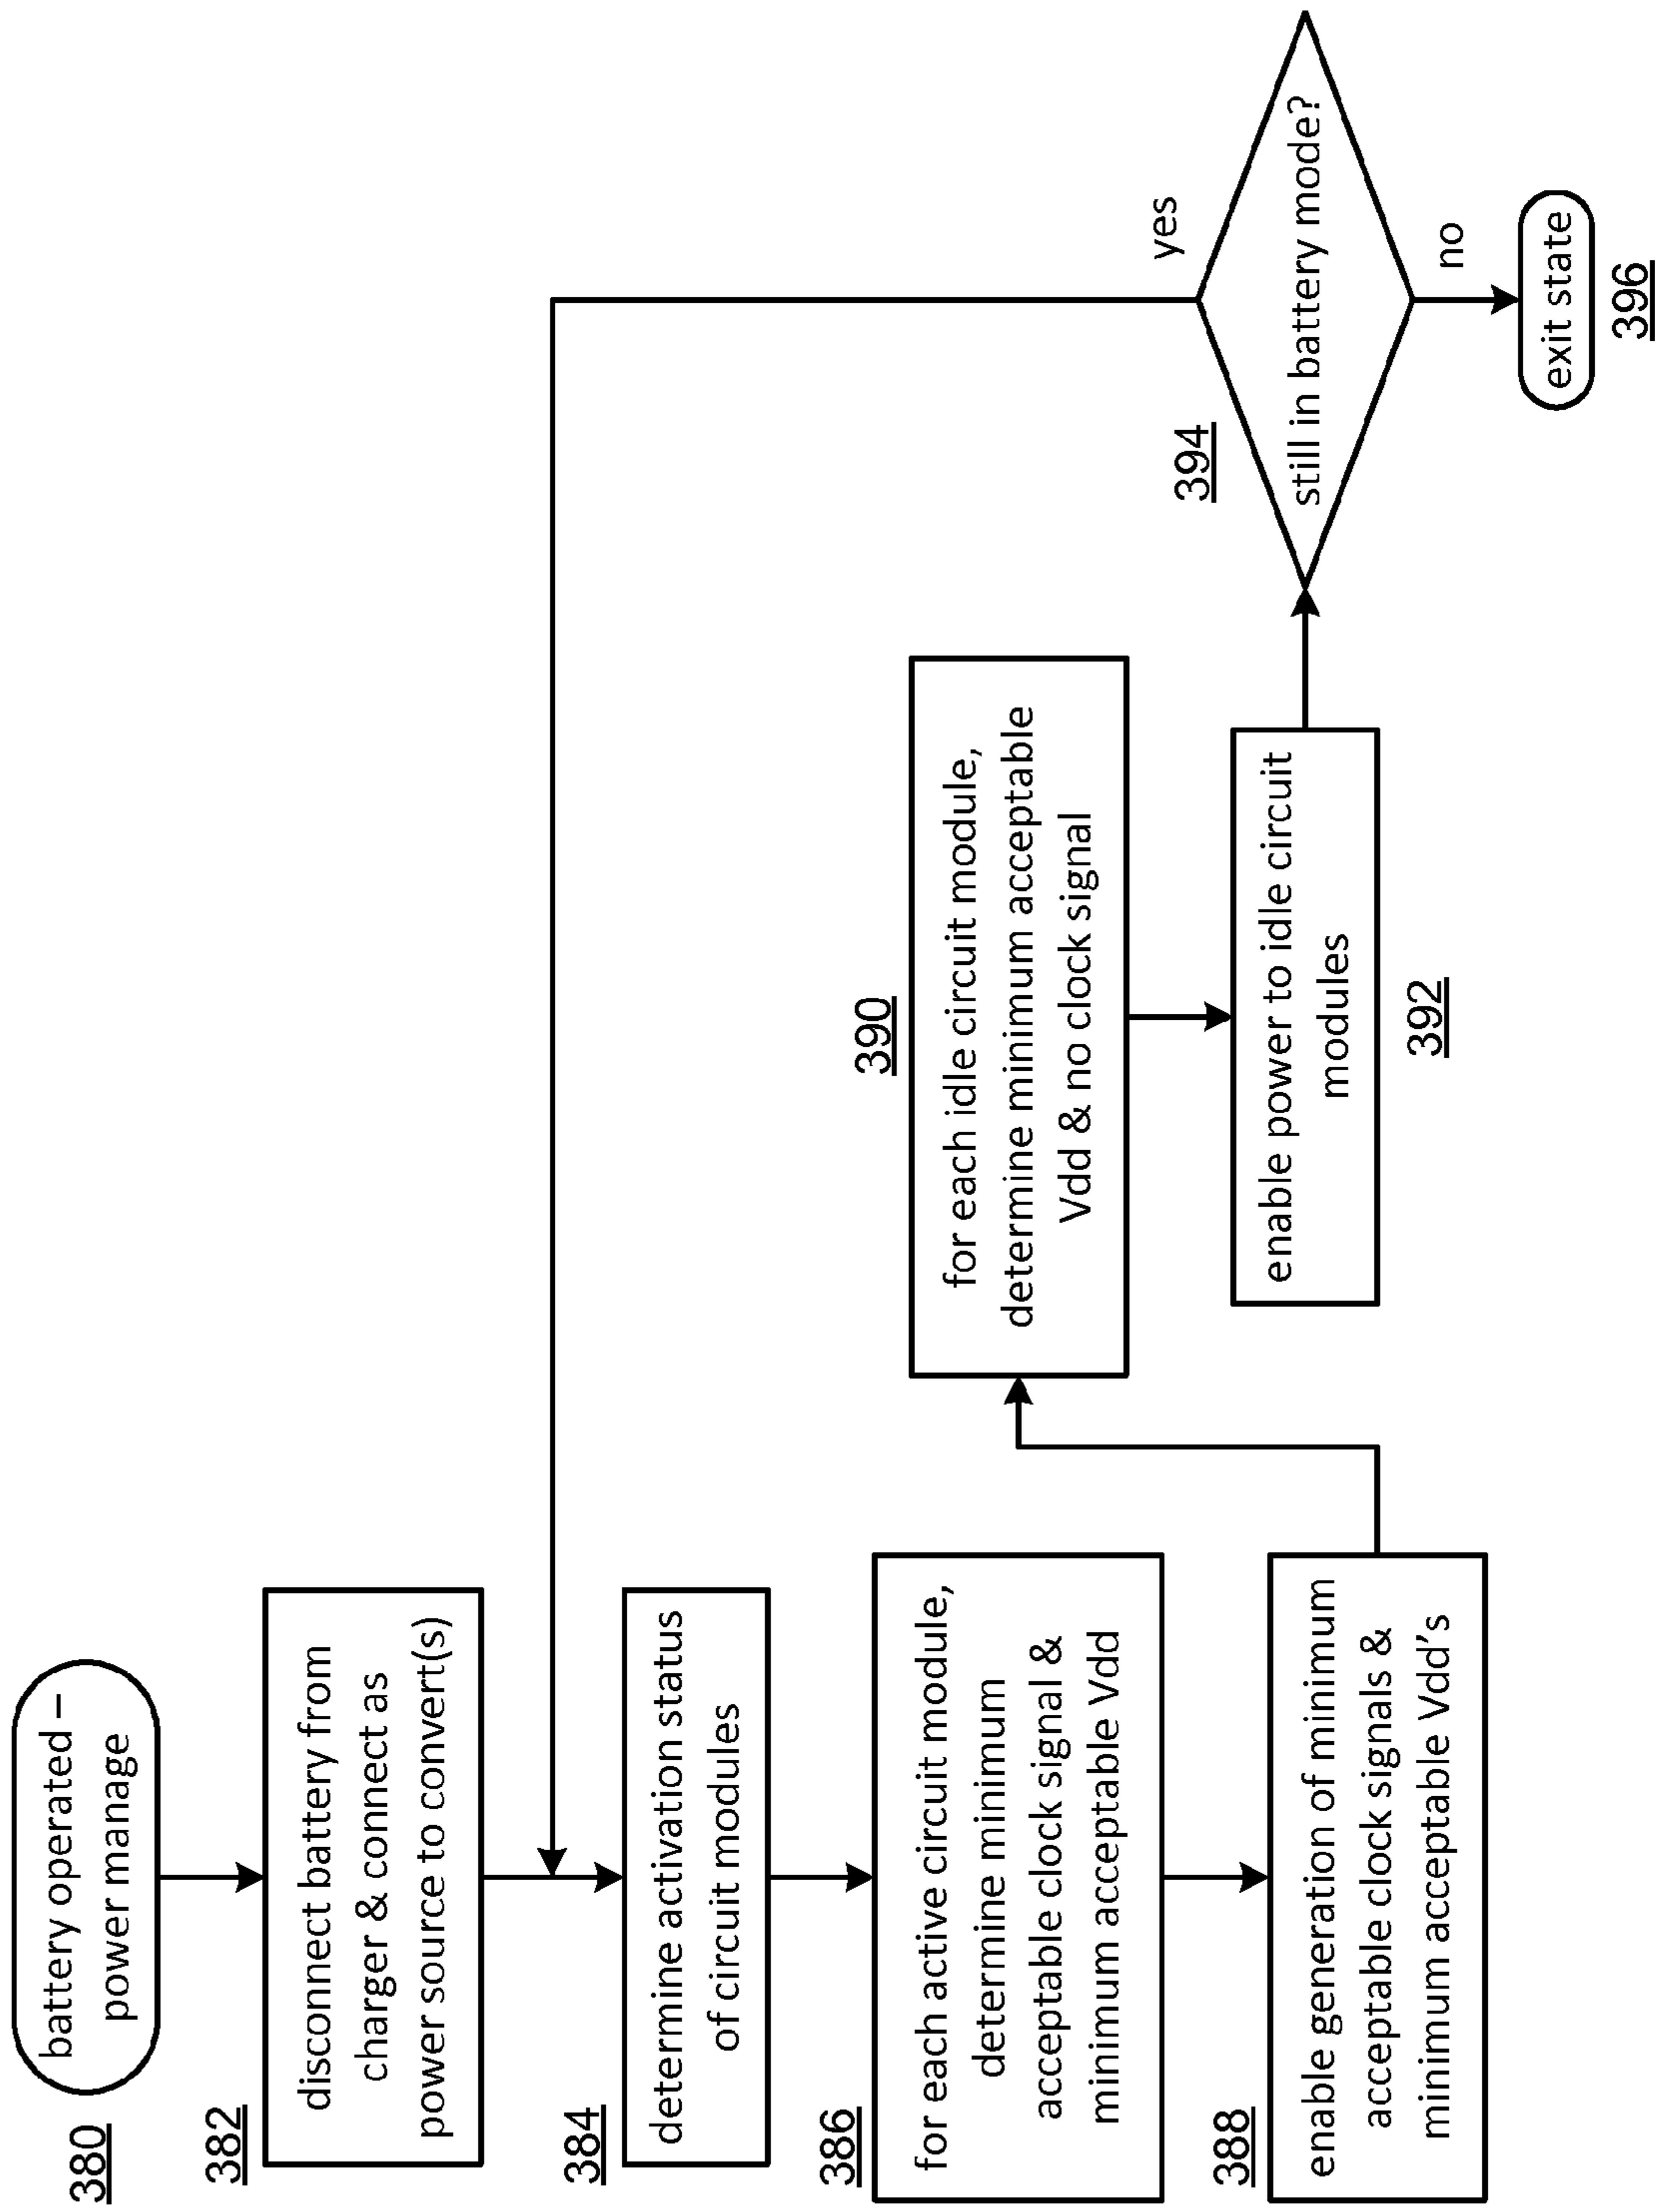 380
battery operated –
power manage
382
disconnect battery from
charger & connect as
power source to convert(s)
384
determine activation status
of circuit modules
386
for each active circuit module,
determine minimum
acceptable clock signal &
minimum acceptable Vdd
388
enable generation of minimum
acceptable clock signals &
minimum acceptable Vdd's
390
for each idle circuit module,
determine minimum acceptable
Vdd & no clock signal
enable power to idle circuit
modules
392
394
still in battery mode?
yes
no
exit state
396